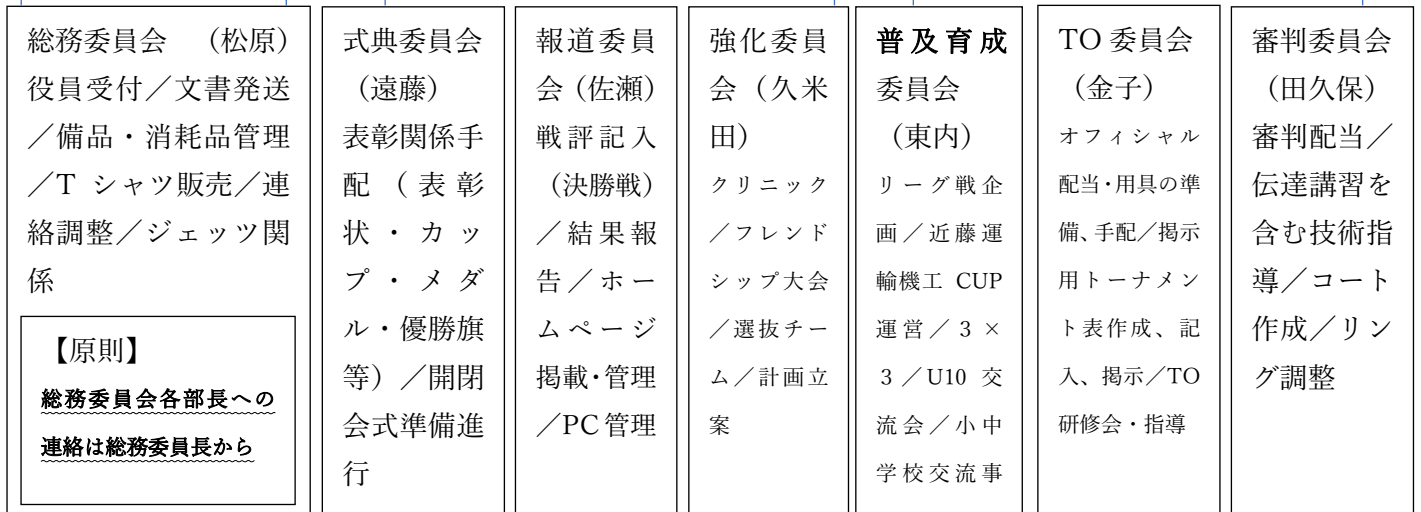 総務委員会　（松原）
役員受付／文書発送
／備品・消耗品管理
／T シャツ販売／連
絡調整／ジェッツ関
係
【原則】
総務委員会各部長への
連絡は総務委員長から
式典委員会
（遠藤）
表彰関係手
配（表彰
状・カッ
プ・メダ
ル・優勝旗
等）／開閉
会式準備進
行
報道委員
会（佐瀬）
戦評記入
（決勝戦）
／結果報
告／ホー
ムページ
掲載・管理
／PC 管理
強化委員
会（久米
田）
クリニック
／フレンド
シップ大会
／選抜チー
ム／計画立
案
普及育成
委員会
（東内）
リーグ戦企
画／近藤運
輸機工 CUP
運営／３×
３／U10 交
流会／小中
学校交流事
TO 委員会
（金子）
オフィシャル
配当・用具の準
備、手配／掲示
用トーナメン
ト表作成、記
入、掲示／TO
研修会・指導
審判委員会
（田久保）
審判配当／
伝達講習を
含む技術指
導／コート
作成／リン
グ調整